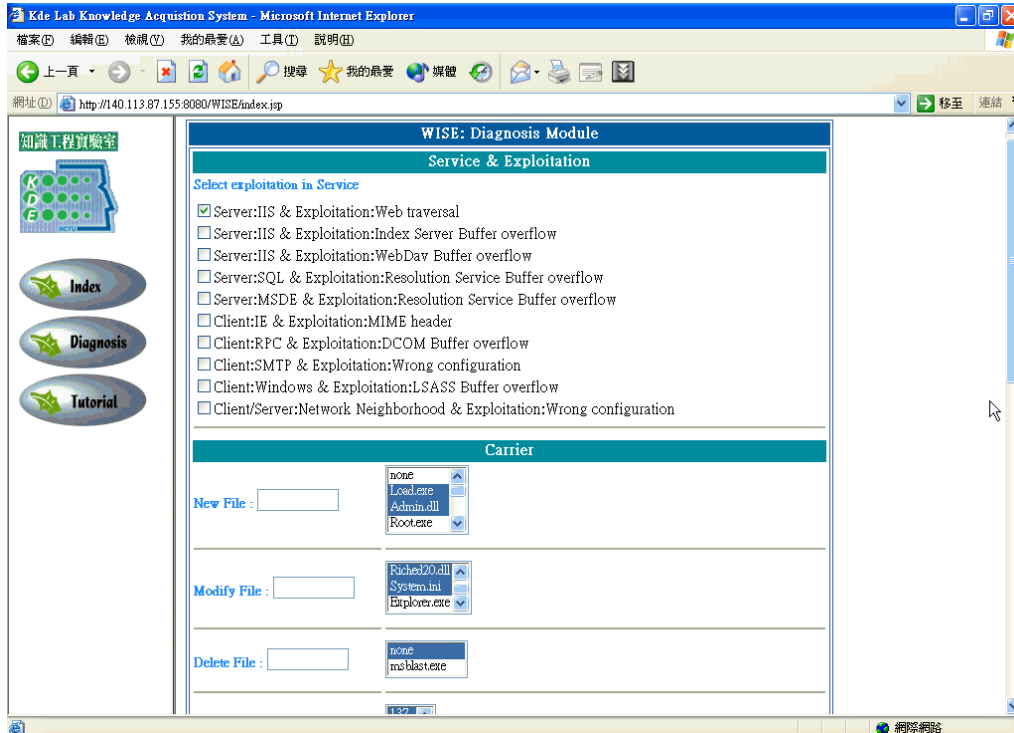 Kde Lab Knowledge Acquistion System - Microsoft Internet Explorer
檔案(F) 編輯(E) 檢視(V) 我的最愛(A) 工具(T) 說明(H)
上一頁 搜尋 我的最愛 媒體
網址(D) http://140.113.87.155:8080/WISE/index.jsp 移至 連結
知識工程實驗室
KDE
NCTU
Index
Diagnosis
Tutorial
WISE: Diagnosis Module
Service & Exploitation
Select exploitation in Service
Server:IIS & Exploitation:Web traversal
Server:IIS & Exploitation:Index Server Buffer overflow
Server:IIS & Exploitation:WebDav Buffer overflow
Server:SQL & Exploitation:Resolution Service Buffer overflow
Server:MSDE & Exploitation:Resolution Service Buffer overflow
Client:IE & Exploitation:MIME header
Client:RPC & Exploitation:DCOM Buffer overflow
Client:SMTP & Exploitation:Wrong configuration
Client:Windows & Exploitation:LSASS Buffer overflow
Client/Server:Network Neighborhood & Exploitation:Wrong configuration
Carrier
New File :
none
Load.exe
Admin.dll
Root.exe
Modify File :
Riched20.dll
System.ini
Explorer.exe
Delete File :
none
msblast.exe
137
網際網路